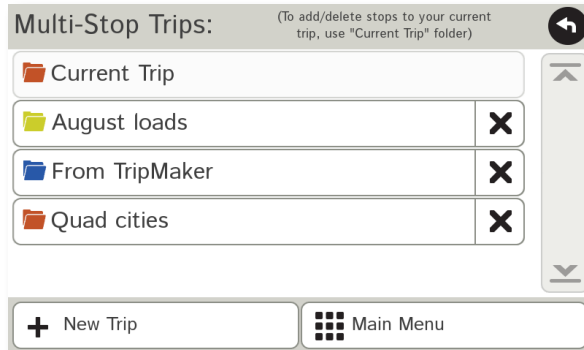 Multi-Stop Trips:
(To add/delete stops to your current
trip, use "Current Trip" folder)
Current Trip
August loads
From TripMaker
Quad cities
New Trip
Main Menu